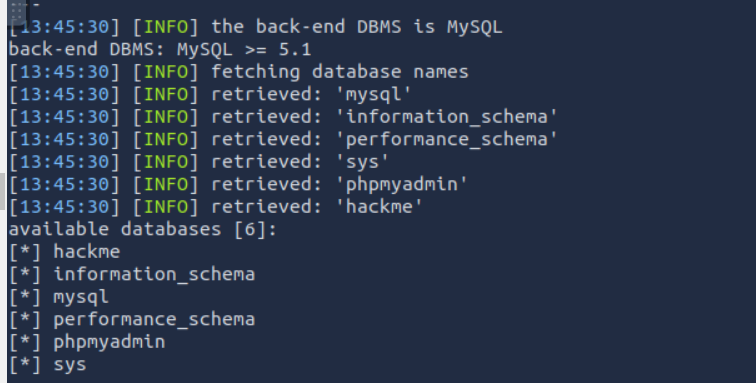 [13:45:30] [INFO] the back-end DBMS is MySQL
back-end DBMS: MySQL >= 5.1
[13:45:30] [INFO] fetching database names
[13:45:30] [INFO] retrieved: 'mysql'
[13:45:30] [INFO] retrieved: 'information_schema'
[13:45:30] [INFO] retrieved: 'performance_schema'
[13:45:30] [INFO] retrieved: 'sys'
[13:45:30] [INFO] retrieved: 'phpmyadmin'
[13:45:30] [INFO] retrieved: 'hackme'
available databases [6]:
[*] hackme
[*] information_schema
[*] mysql
[*] performance_schema
[*] phpmyadmin
[*] sys